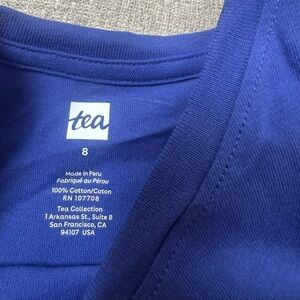 tea
8
Made in Peru
Fabriqué au Pérou
100% Cotton/Coton
RN 107708
Tea Collection
1 Arkansas St., Suite B
San Francisco, CA
94107 USA